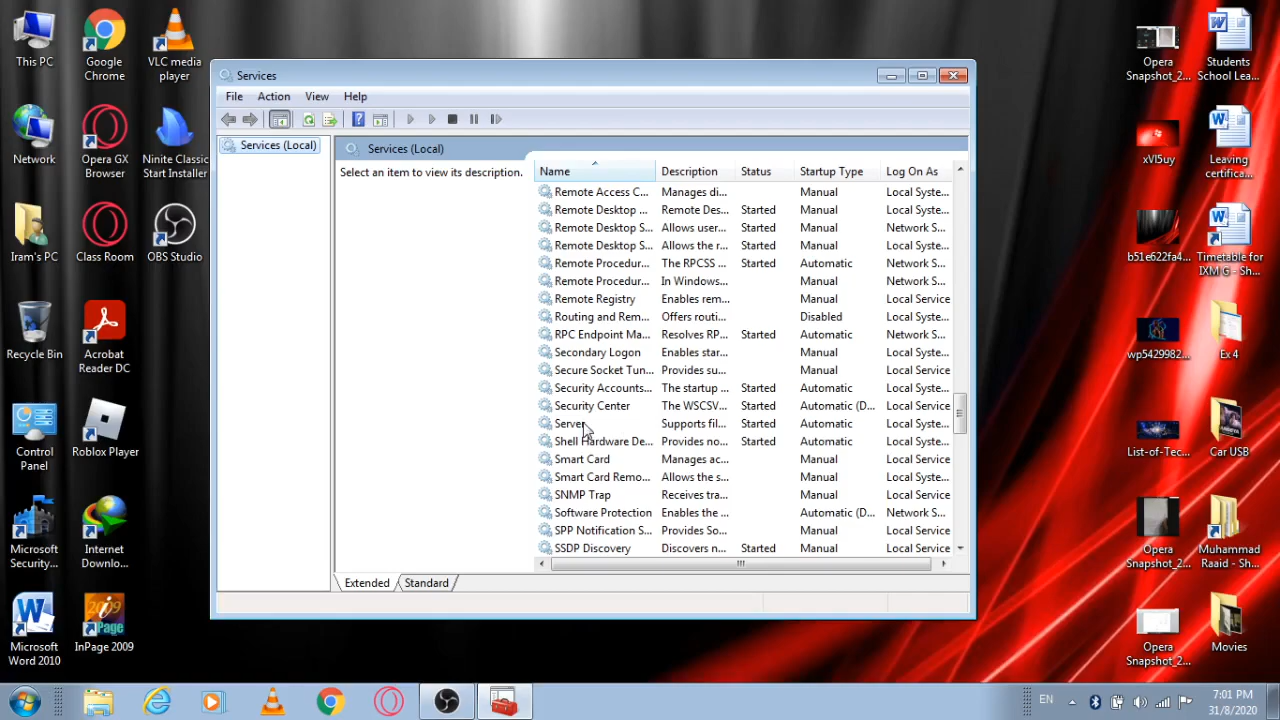 This PC
Google
Chrome
VLC media
player
Network
Opera GX
Browser
Ninite Classic
Start Installer
Iram's PC
Class Room
OBS Studio
Recycle Bin
Acrobat
Reader DC
Control
Panel
Roblox Player
Microsoft
Security...
Internet
Downlo...
Microsoft
Word 2010
InPage 2009
Services
File Action View Help
Services (Local)
Services (Local)
Select an item to view its description.
Name Description Status Startup Type Log On As
Remote Access C... Manages di... Manual Local Syste...
Remote Desktop ... Remote Des... Started Manual Local Syste...
Remote Desktop S... Allows user... Started Manual Network S...
Remote Desktop S... Allows the r... Started Manual Local Syste...
Remote Procedur... The RPCSS ... Started Automatic Network S...
Remote Procedur... In Windows... Manual Network S...
Remote Registry Enables rem... Manual Local Service
Routing and Rem... Offers routi... Disabled Local Syste...
RPC Endpoint Ma... Resolves RP... Started Automatic Network S...
Secondary Logon Enables star... Manual Local Syste...
Secure Socket Tun... Provides su... Manual Local Service
Security Accounts... The startup ... Started Automatic Local Syste...
Security Center The WSCSV... Started Automatic (D... Local Service
Server Supports fil... Started Automatic Local Syste...
Shell Hardware De... Provides no... Started Automatic Local Syste...
Smart Card Manages ac... Manual Local Service
Smart Card Remo... Allows the s... Manual Local Syste...
SNMP Trap Receives tra... Manual Local Service
Software Protection Enables the ... Automatic (D... Network S...
SPP Notification S... Provides So... Manual Local Service
SSDP Discovery Discovers n... Started Manual Local Service
Extended Standard
Opera
Snapshot_2...
Students
School Lea...
xVl5uy
Leaving
certifica...
b51e622fa4...
Timetable for
IXM G - Sh...
wp5429982...
Ex 4
List-of-Tec...
Car USB
Opera
Snapshot_2...
Muhammad
Raaid - Sh...
Opera
Snapshot_2...
Movies
EN
7:01 PM
31/8/2020